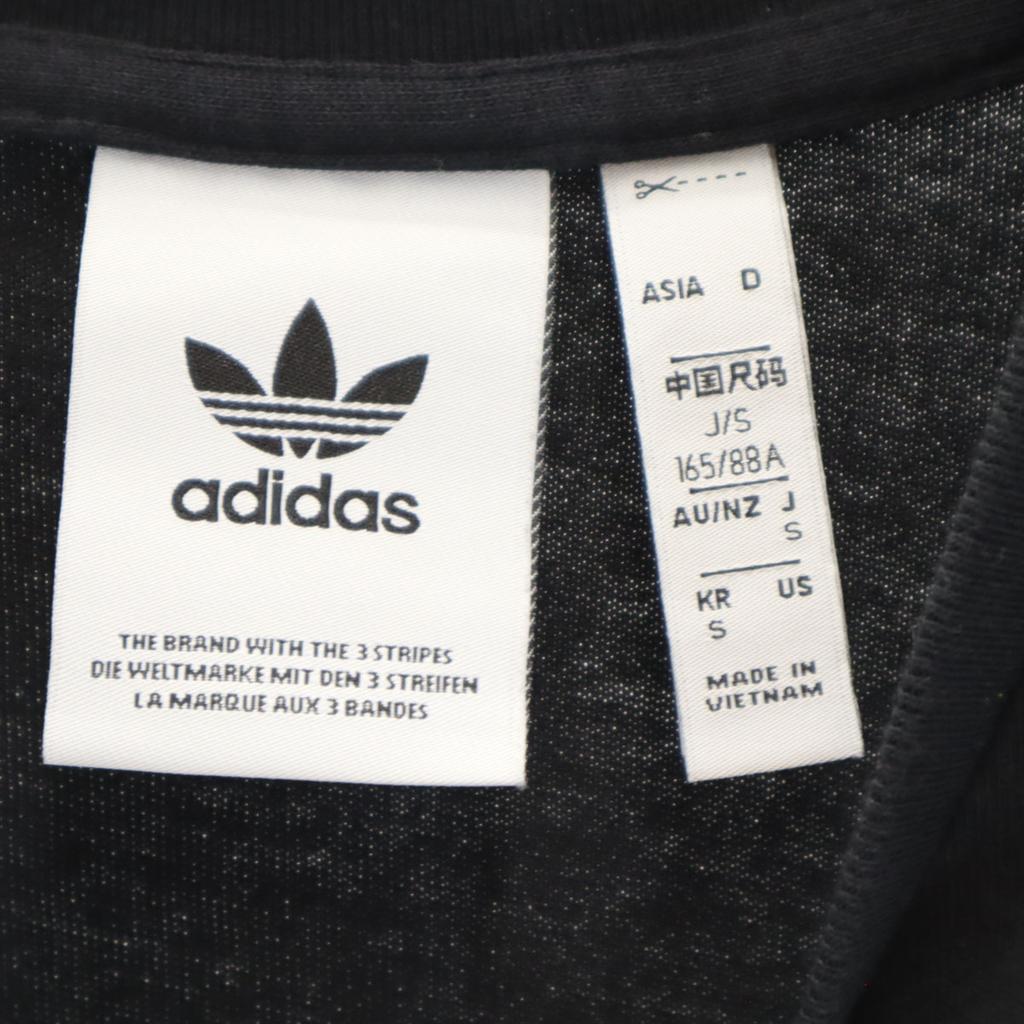 adidas
THE BRAND WITH THE 3 STRIPES
DIE WELTMARKE MIT DEN 3 STREIFEN
LA MARQUE AUX 3 BANDES
ASIA D
中国尺码
J/S
165/88A
AU/NZ J
S
KR US
S
MADE IN
VIETNAM